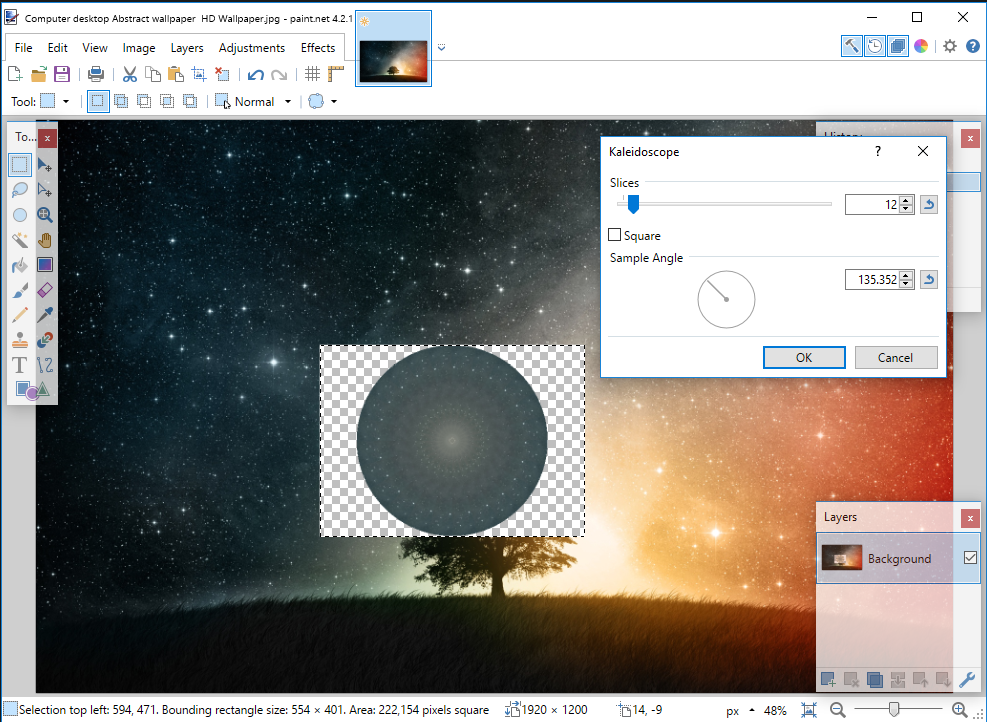 Computer desktop Abstract wallpaper  HD Wallpaper.jpg - paint.net 4.2.1
File Edit View Image Layers Adjustments Effects
Tool: Normal
To...
History
Kaleidoscope ?
Slices
12
Square
Sample Angle
135.352
OK Cancel
Layers
Background
Selection top left: 594, 471. Bounding rectangle size: 554 × 401. Area: 222,154 pixels square 1920 × 1200 14, -9 px 48%